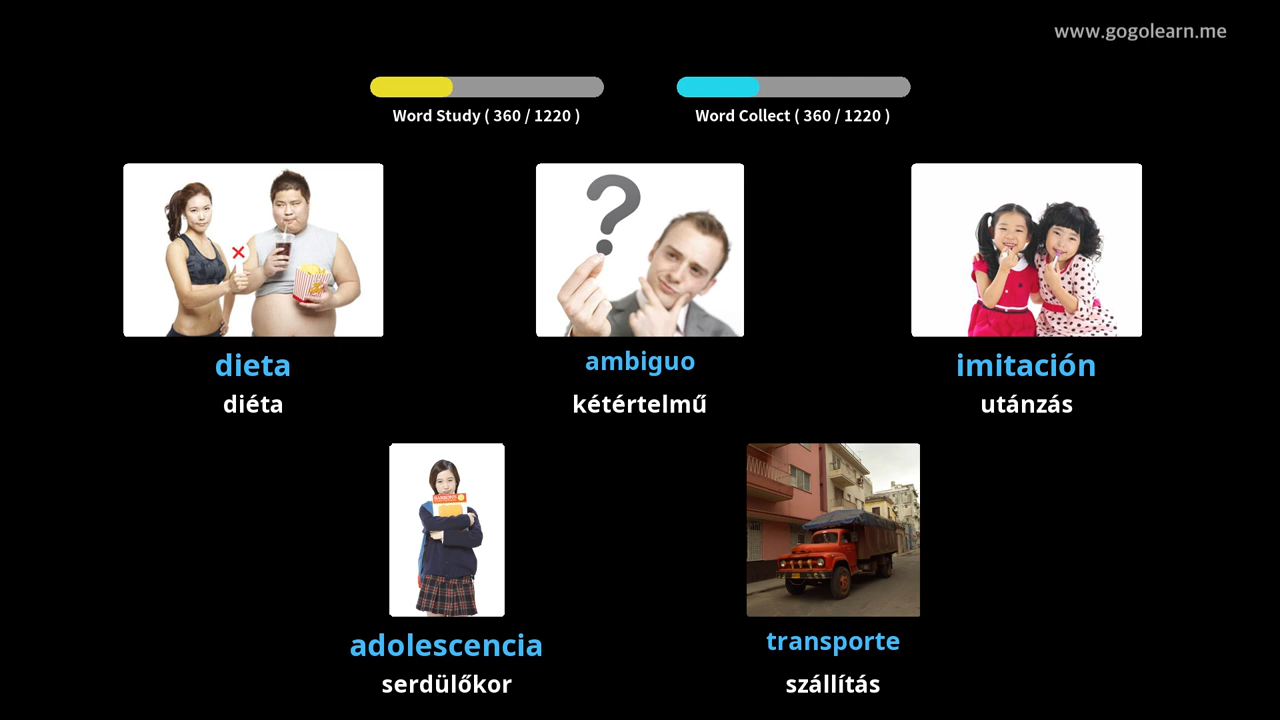 www.gogolearn.me
Word Study ( 360 / 1220 )
Word Collect ( 360 / 1220 )
dieta
diéta
ambiguo
kétértelmű
imitación
utánzás
adolescencia
serdülőkor
transporte
szállítás